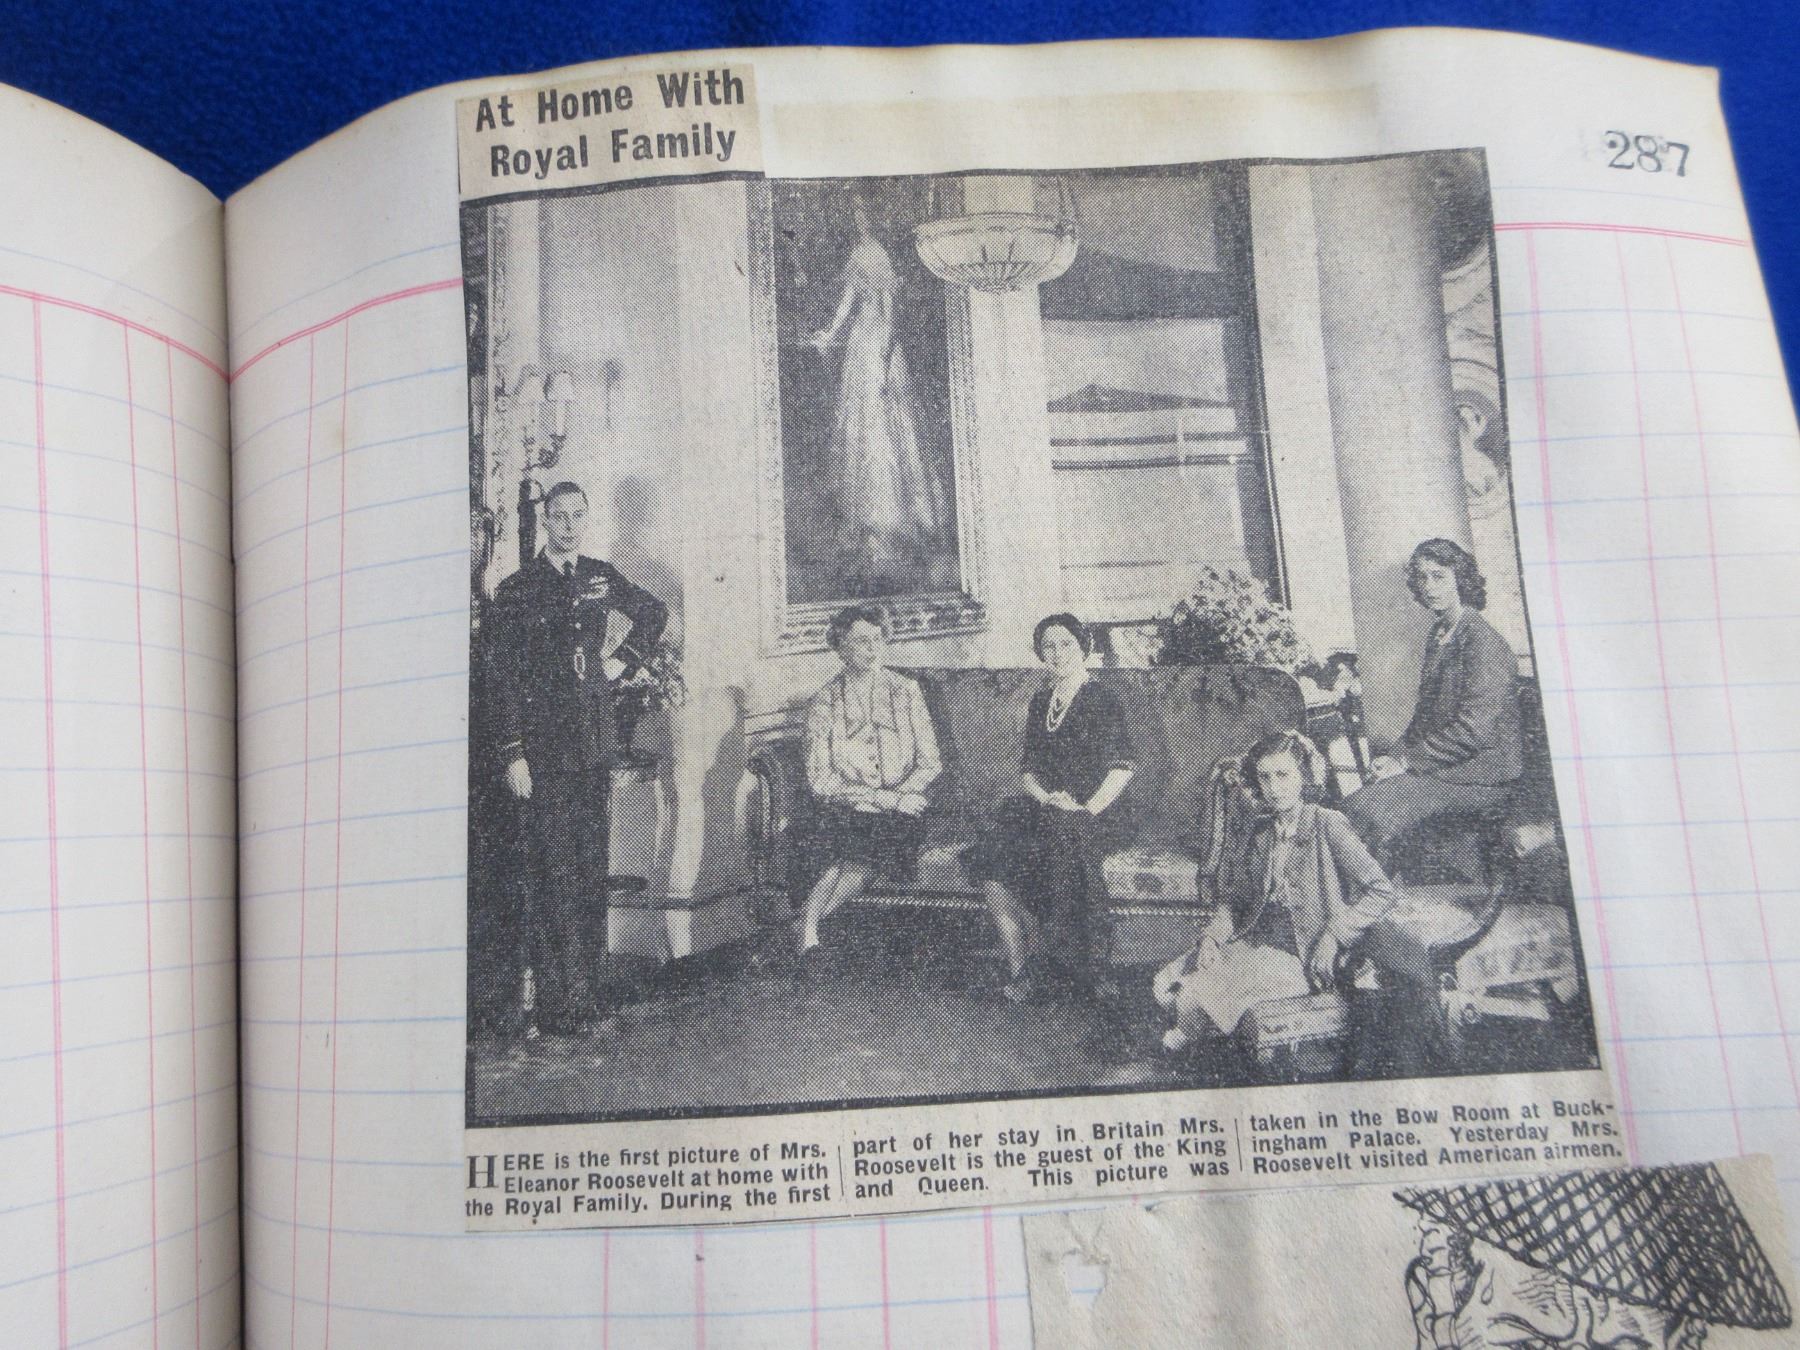 At Home With
Royal Family
287
HERE is the first picture of Mrs.
Eleanor Roosevelt at home with
the Royal Family. During the first
part of her stay in Britain Mrs.
Roosevelt is the guest of the King
and Queen. This picture was
taken in the Bow Room at Buck-
ingham Palace. Yesterday Mrs.
Roosevelt visited American airmen.